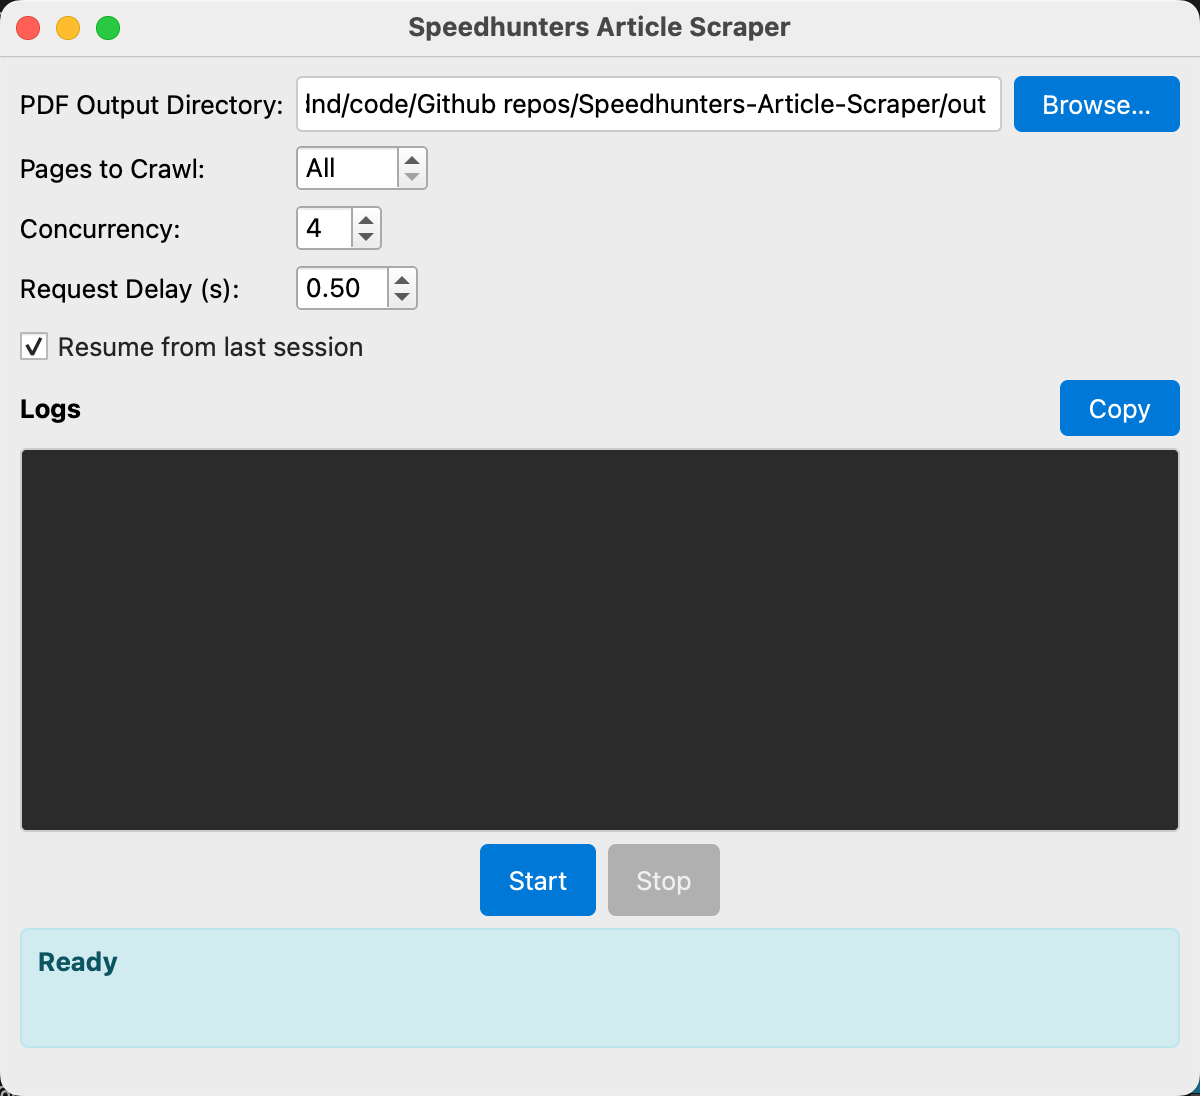 Speedhunters Article Scraper
PDF Output Directory: /code/Github repos/Speedhunters-Article-Scraper/out Browse...
Pages to Crawl: All
Concurrency: 4
Request Delay (s): 0.50
Resume from last session
Logs Copy
Start Stop
Ready